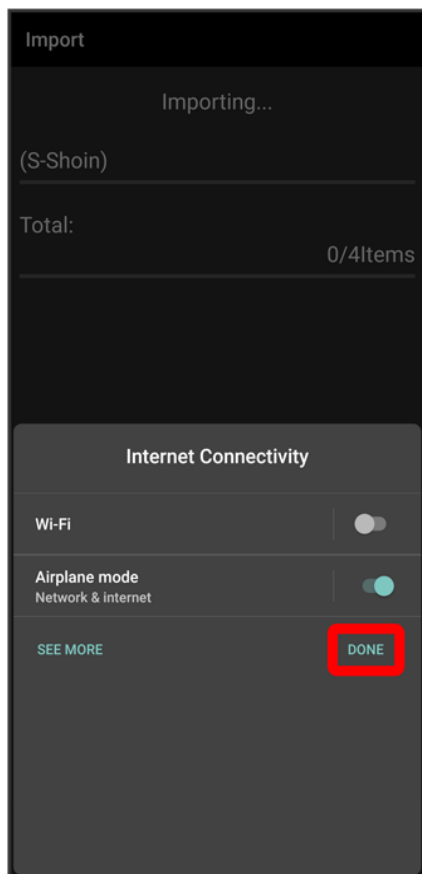 Import
Importing...
(S-Shoin)
Total:
0/4Items
Internet Connectivity
Wi-Fi
Airplane mode
Network & internet
SEE MORE DONE